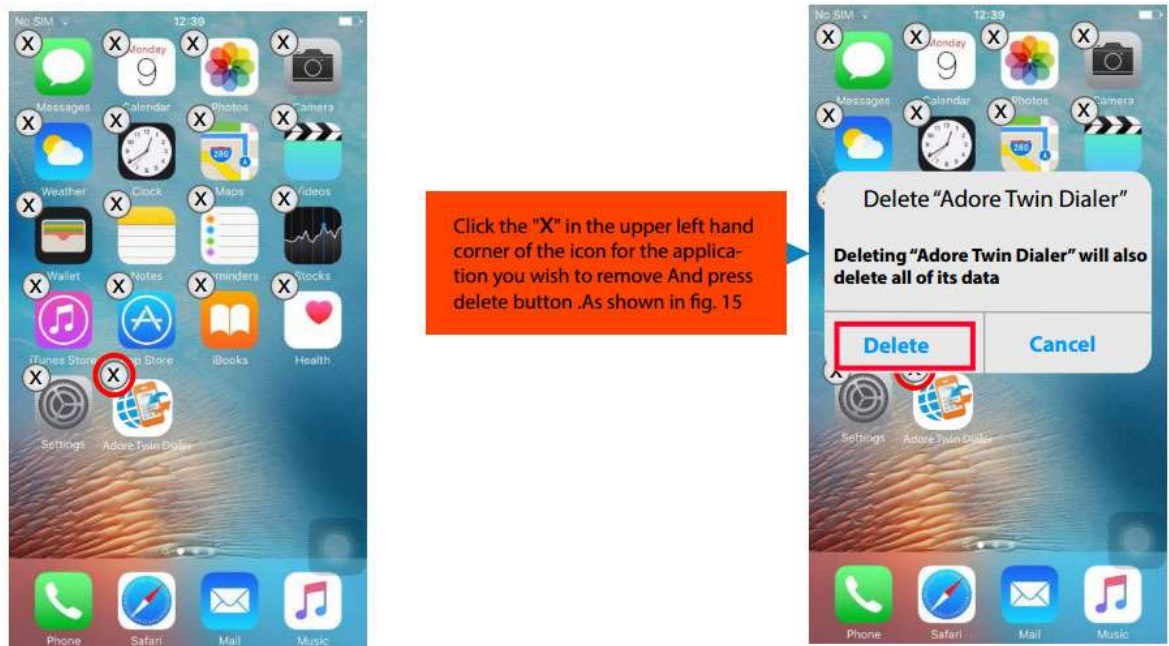 No SIM 12:39
X X X X
Monday
9
Messages Calendar Photos Camera
X X X X
280
Weather Clock Maps Videos
X X X X
Wallet Notes Reminders Stocks
X X X X
iTunes Store App Store iBooks Health
X X
Settings Adore Twin Dialer
Phone Safari Mail Music
Click the "X" in the upper left hand
corner of the icon for the applica-
tion you wish to remove And press
delete button .As shown in fig. 15
No SIM 12:39
X X X X
Monday
9
Messages Calendar Photos Camera
X X X X
280
Delete “Adore Twin Dialer”
Deleting “Adore Twin Dialer” will also
delete all of its data
Delete Cancel
X X
Settings Adore Twin Dialer
Phone Safari Mail Music